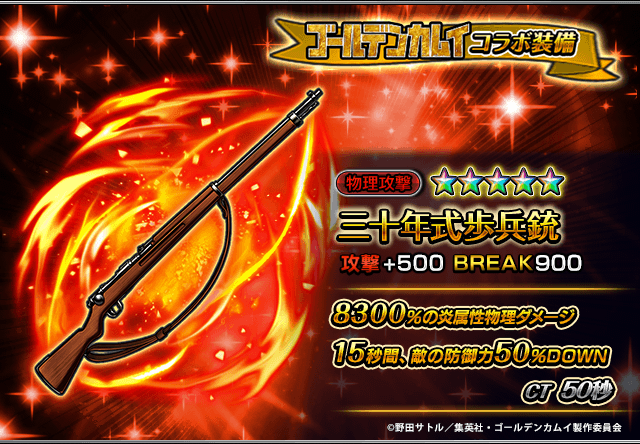 ゴールデンカムイコラボ装備
物理攻撃
三十年式歩兵銃
攻撃+500 BREAK900
8300%の炎属性物理ダメージ
15秒間、敵の防御力50%DOWN
CT 50秒
©野田サトル／集英社・ゴールデンカムイ製作委員会